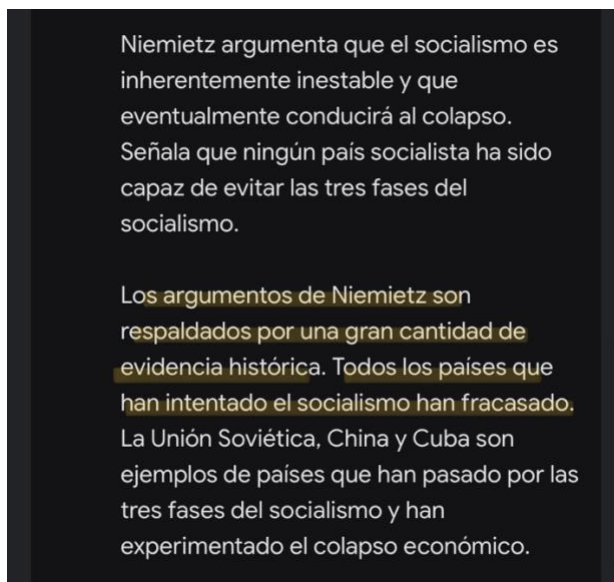 Niemietz argumenta que el socialismo es
inherentemente inestable y que
eventualmente conducirá al colapso.
Señala que ningún país socialista ha sido
capaz de evitar las tres fases del
socialismo.
Los argumentos de Niemietz son
respaldados por una gran cantidad de
evidencia histórica. Todos los países que
han intentado el socialismo han fracasado.
La Unión Soviética, China y Cuba son
ejemplos de países que han pasado por las
tres fases del socialismo y han
experimentado el colapso económico.